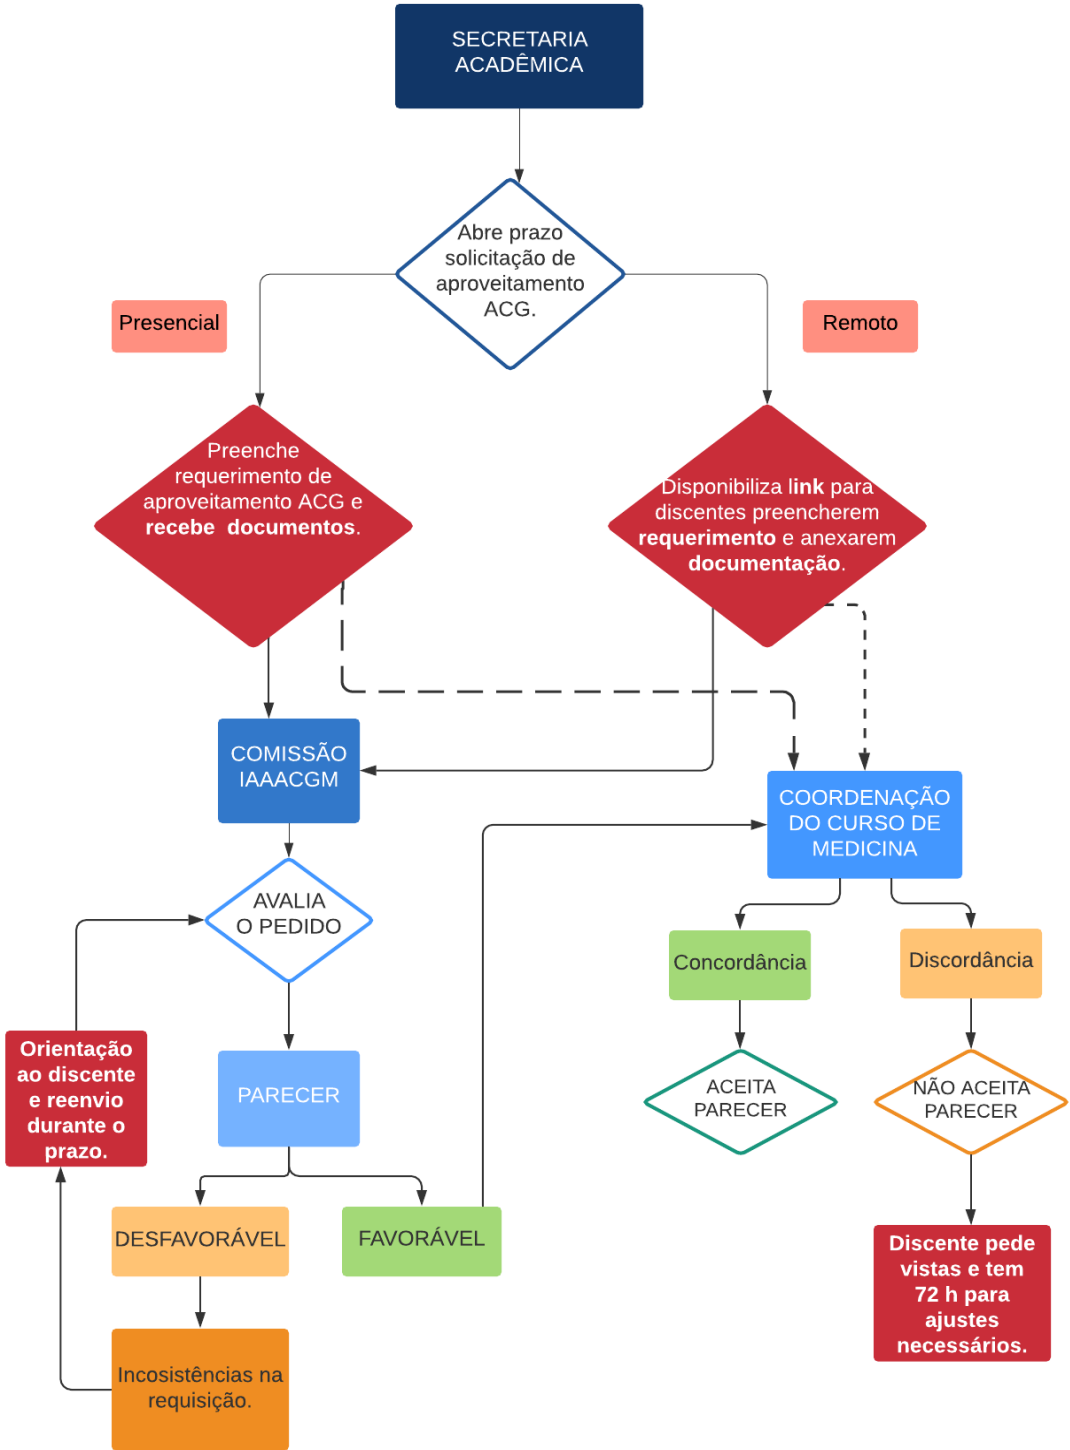 SECRETARIA
ACADÊMICA
Abre prazo
solicitação de
aproveitamento
ACG.
Presencial
Remoto
Preenche
requerimento de
aproveitamento ACG e
recebe documentos.
Disponibiliza link para
discentes preencherem
requerimento e anexarem
documentação.
COMISSÃO
IAAACGM
COORDENAÇÃO
DO CURSO DE
MEDICINA
AVALIA
O PEDIDO
Concordância
Discordância
Orientação
ao discente
e reenvio
durante o
prazo.
PARECER
ACEITA
PARECER
NÃO ACEITA
PARECER
DESFAVORÁVEL
FAVORÁVEL
Discente pede
vistas e tem
72 h para
ajustes
necessários.
Incosistências na
requisição.